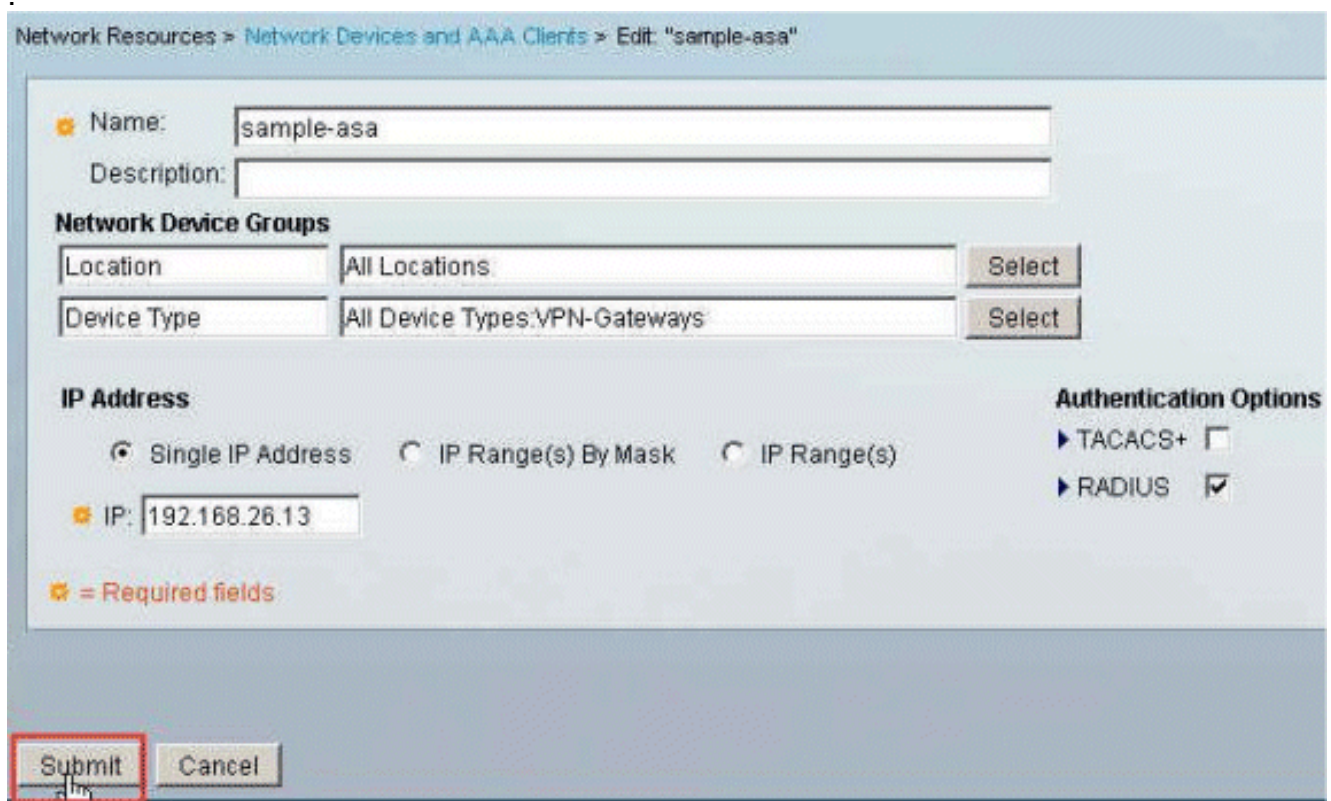 Network Resources > Network Devices and AAA Clients > Edit: "sample-asa"
Name: sample-asa
Description:
Network Device Groups
Location All Locations Select
Device Type All Device Types:VPN-Gateways Select
IP Address Authentication Options
Single IP Address IP Range(s) By Mask IP Range(s) TACACS+
RADIUS
IP: 192.168.26.13
= Required fields
Submit Cancel